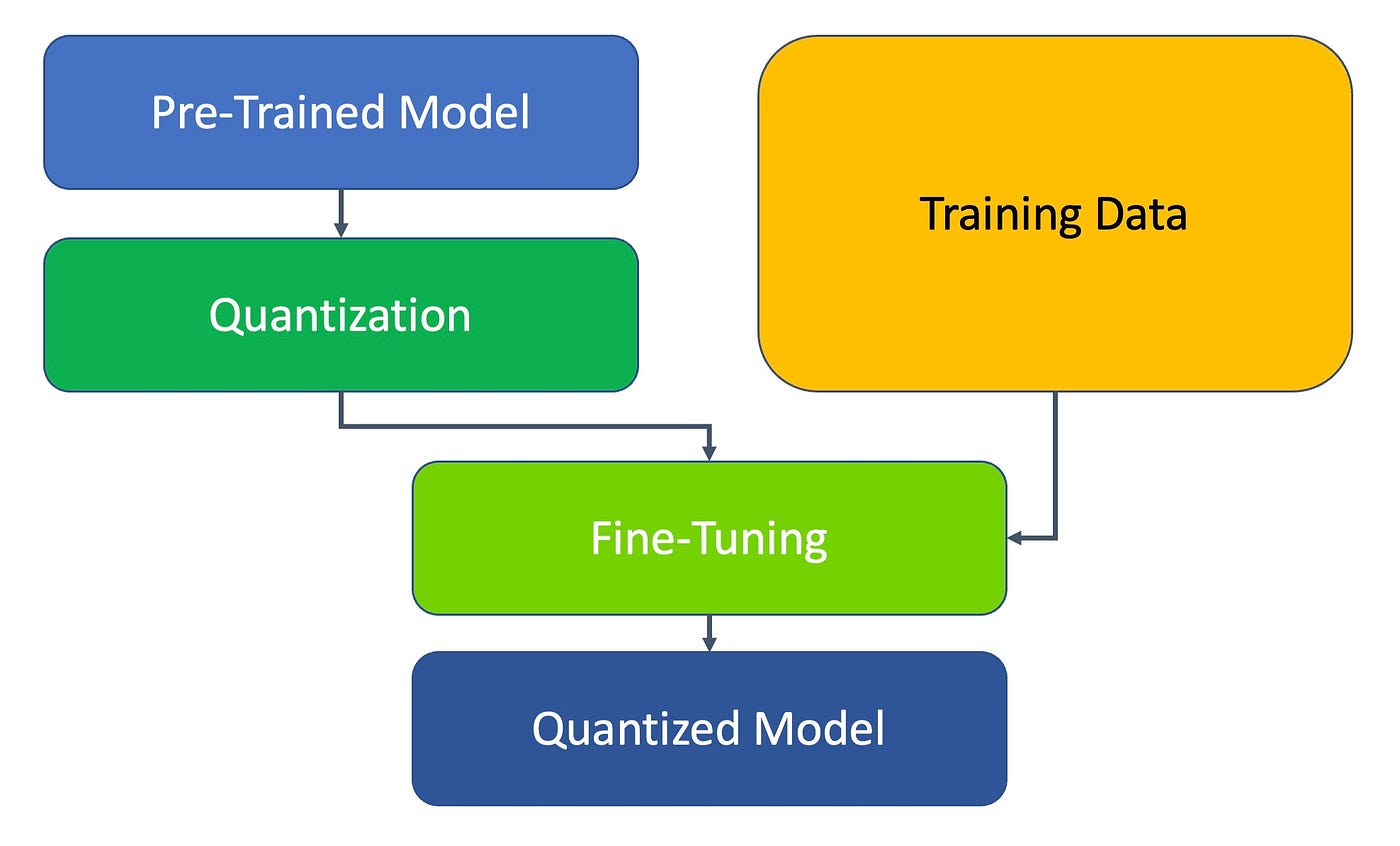 Pre-Trained Model
Training Data
Quantization
Fine-Tuning
Quantized Model